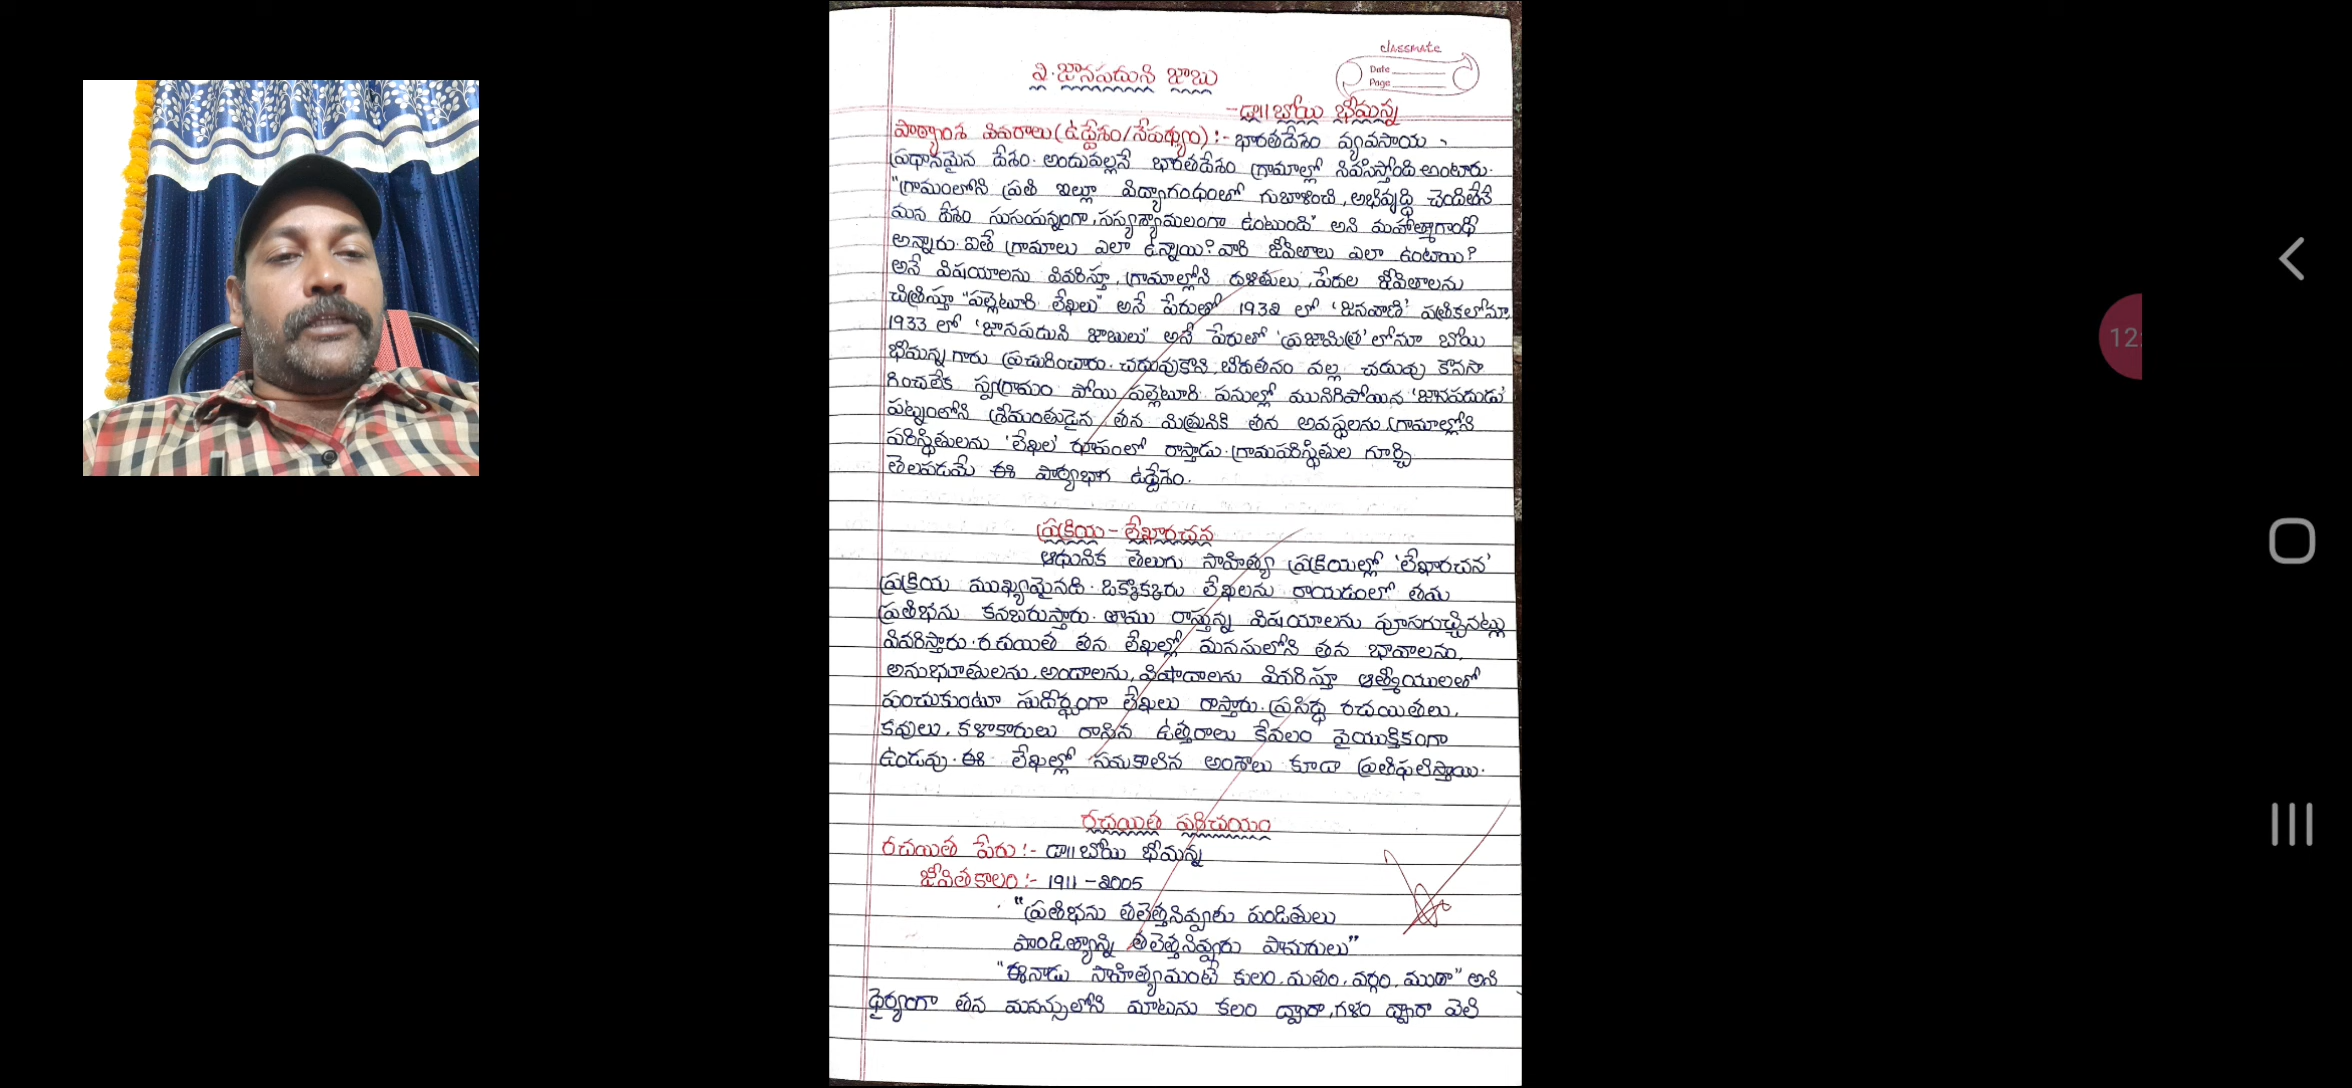 వి. జానపదుని జాబు
classmate
Date
Page
-డా॥ బోయి భీమన్న
పాఠ్యాంశ వివరాలు(ఉద్దేశం/నేపథ్యం) :- భారతదేశం వ్యవసాయ
ప్రధానమైన దేశం. అందువల్లనే భారతదేశం గ్రామాల్లో నివసిస్తోంది అంటారు.
"గ్రామంలోని ప్రతి ఇల్లూ విద్యాగంధంతో గుబాళించి, అభివృద్ధి చెందితేనే
మన దేశం సుసంపన్నంగా, సస్యశ్యామలంగా ఉంటుంది" అని మహాత్మాగాంధీ
అన్నారు. ఐతే గ్రామాలు ఎలా ఉన్నాయి? వారి జీవితాలు ఎలా ఉంటాయి?
అనే విషయాలను వివరిస్తూ, గ్రామాల్లోని దళితులు, పేదల జీవితాలను
చిత్రిస్తూ "పల్లెటూరి లేఖలు" అనే పేరుతో 1932 లో 'జనవాణి' పత్రికలోనూ,
1933 లో 'జానపదుని జాబులు' అనే పేరుతో 'ప్రజామిత్ర' లోనూ బోయి
భీమన్న గారు ప్రచురించారు. చదువుకొని, బీదతనం వల్ల చదువు కొనసా
గించలేక స్వగ్రామం పోయి పల్లెటూరి పనుల్లో మునిగిపోయిన 'జానపదుడు'
పట్నంలోని శ్రీమంతుడైన తన మిత్రునికి తన అవస్థలను, గ్రామాల్లోని
పరిస్థితులను 'లేఖల' రూపంలో రాస్తాడు. గ్రామపరిస్థితుల గూర్చి
తెలపడమే ఈ పాఠ్యభాగ ఉద్దేశం.
ప్రక్రియ - లేఖారచన
ఆధునిక తెలుగు సాహిత్య ప్రక్రియల్లో 'లేఖారచన'
ప్రక్రియ ముఖ్యమైనది. ఒక్కొక్కరు లేఖలను రాయడంలో తమ
ప్రతిభను కనబరుస్తారు. తాము రాస్తున్న విషయాలను పూసగుచ్చినట్లు
వివరిస్తారు. రచయిత తన లేఖల్లో మనసులోని తన భావాలను,
అనుభూతులను, అందాలను, విషాదాలను వివరిస్తూ ఆత్మీయులతో
పంచుకుంటూ సుదీర్ఘంగా లేఖలు రాస్తారు. ప్రసిద్ధ రచయితలు,
కవులు, కళాకారులు రాసిన ఉత్తరాలు కేవలం వైయుక్తికంగా
ఉండవు. ఈ లేఖల్లో సమకాలీన అంశాలు కూడా ప్రతిఫలిస్తాయి.
రచయిత పరిచయం
రచయిత పేరు :- డా॥ బోయి భీమన్న
జీవితకాలం :- 1911 - 2005
"ప్రతిభను తలెత్తనివ్వరు పండితులు
పాండిత్యాన్ని తలెత్తనివ్వరు పామరులు"
"ఈనాడు సాహిత్యమంటే కులం, మతం, వర్గం, ముఠా" అని
ధైర్యంగా తన మనస్సులోని మాటను కలం ద్వారా, గళం ద్వారా వెలి